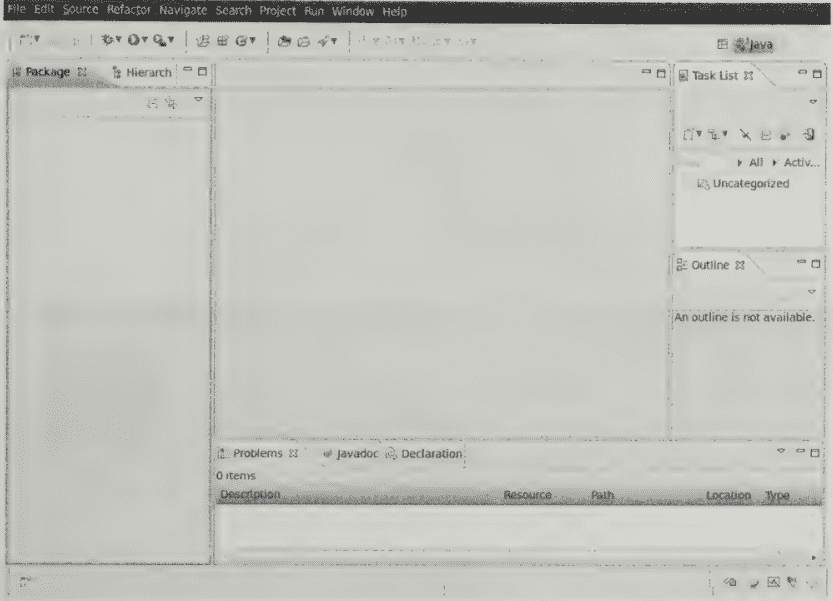 File Edit Source Refactor Navigate Search Project Run Window Help
Java
Package Hierarch
Task List
All Activ...
Uncategorized
Outline
An outline is not available.
Problems Javadoc Declaration
0 items
Description Resource Path Location Type